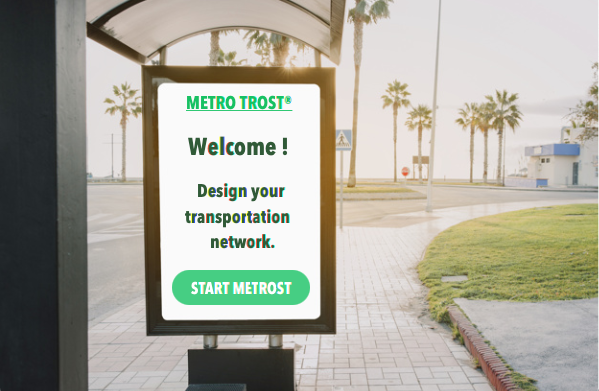 METRO TROST®
Welcome !
Design your
transportation
network.
START METROST